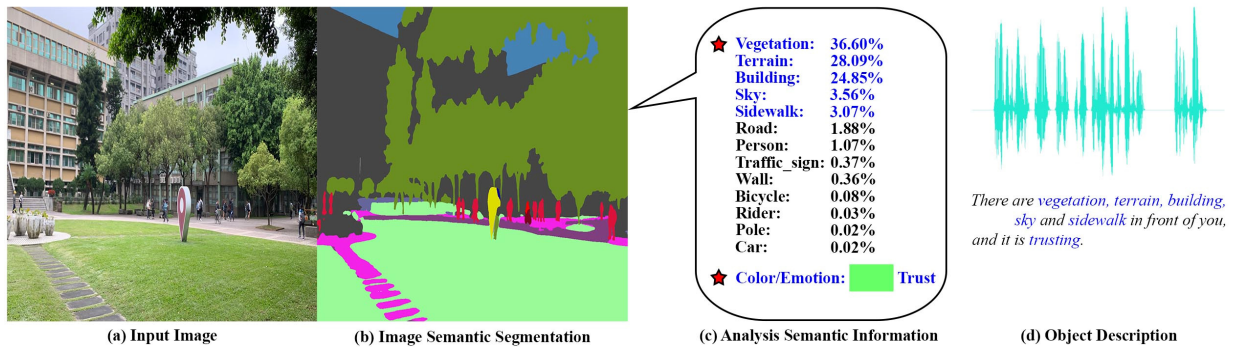 Vegetation: 36.60%
Terrain: 28.09%
Building: 24.85%
Sky: 3.56%
Sidewalk: 3.07%
Road: 1.88%
Person: 1.07%
Traffic_sign: 0.37%
Wall: 0.36%
Bicycle: 0.08%
Rider: 0.03%
Pole: 0.02%
Car: 0.02%
Color/Emotion: Trust
There are vegetation, terrain, building,
sky and sidewalk in front of you,
and it is trusting.
(a) Input Image
(b) Image Semantic Segmentation
(c) Analysis Semantic Information
(d) Object Description